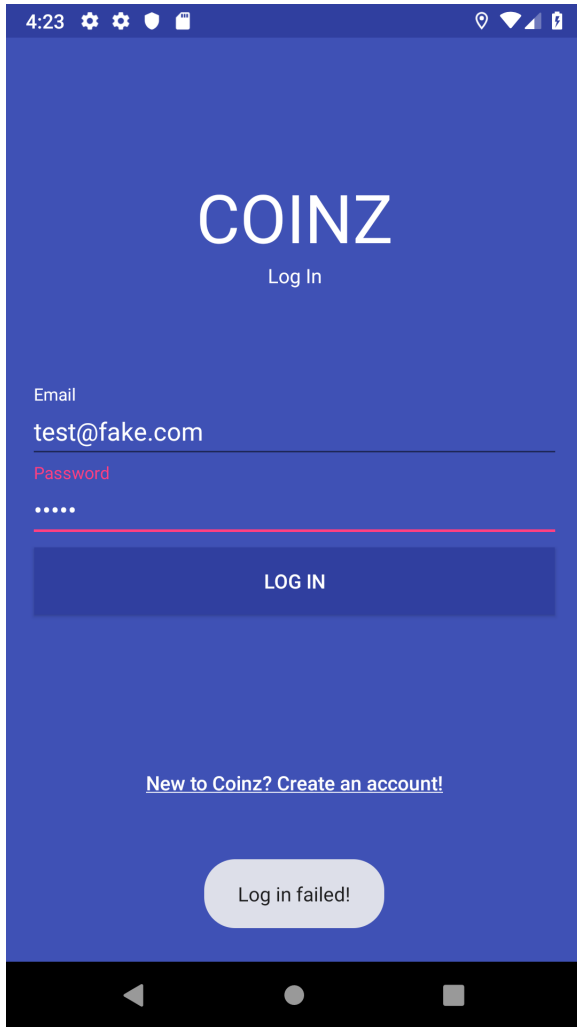 4:23
COINZ
Log In
Email
test@fake.com
Password
•••••
LOG IN
New to Coinz? Create an account!
Log in failed!